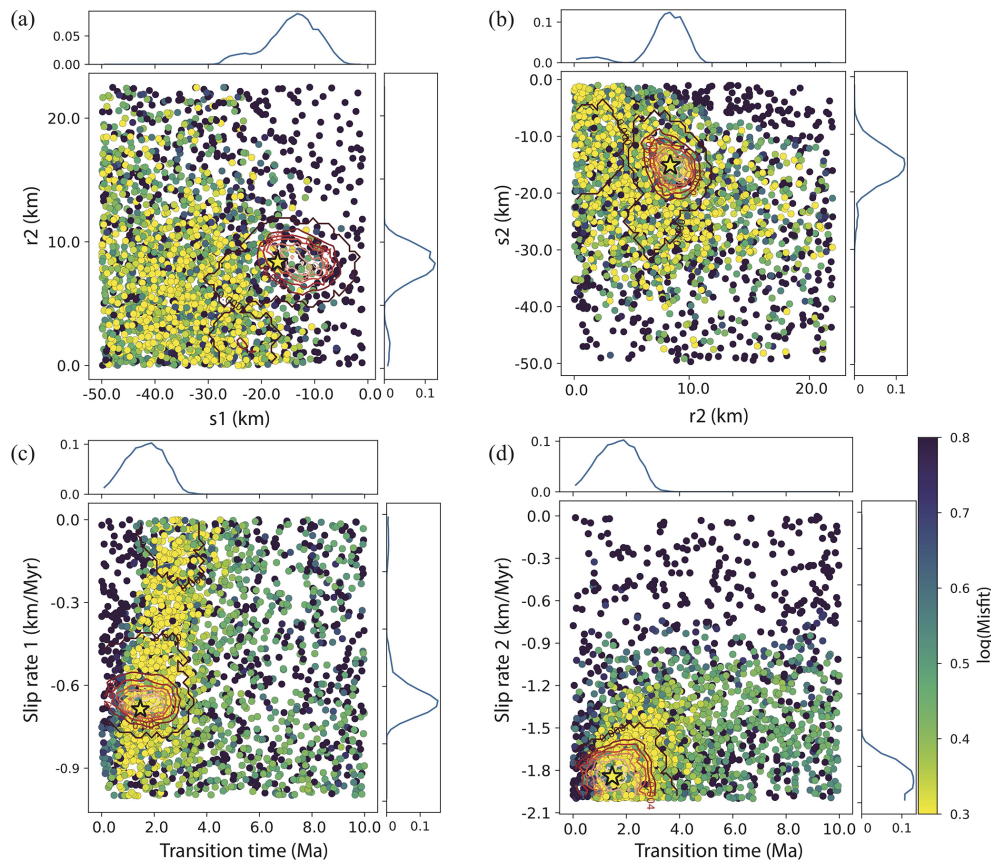 (a)
0.05
0.00
20.0
10.0
0.0
r2 (km)
-50.0 -40.0 -30.0 -20.0 -10.0 0.0
s1 (km)
0 0.1
(b)
0.1
0.0
0.0
-10.0
-20.0
-30.0
-40.0
-50.0
s2 (km)
0.0 10.0 20.0
r2 (km)
0 0.1
(c)
0.1
0.0
0.0
-0.3
-0.6
-0.9
Slip rate 1 (km/Myr)
0.0 2.0 4.0 6.0 8.0 10.0
Transition time (Ma)
0 0.1
(d)
0.1
0.0
0.0
-0.3
-0.6
-0.9
-1.2
-1.5
-1.8
-2.1
Slip rate 2 (km/Myr)
0.0 2.0 4.0 6.0 8.0 10.0
Transition time (Ma)
0 0.1
0.8
0.7
0.6
0.5
0.4
0.3
log(Misfit)